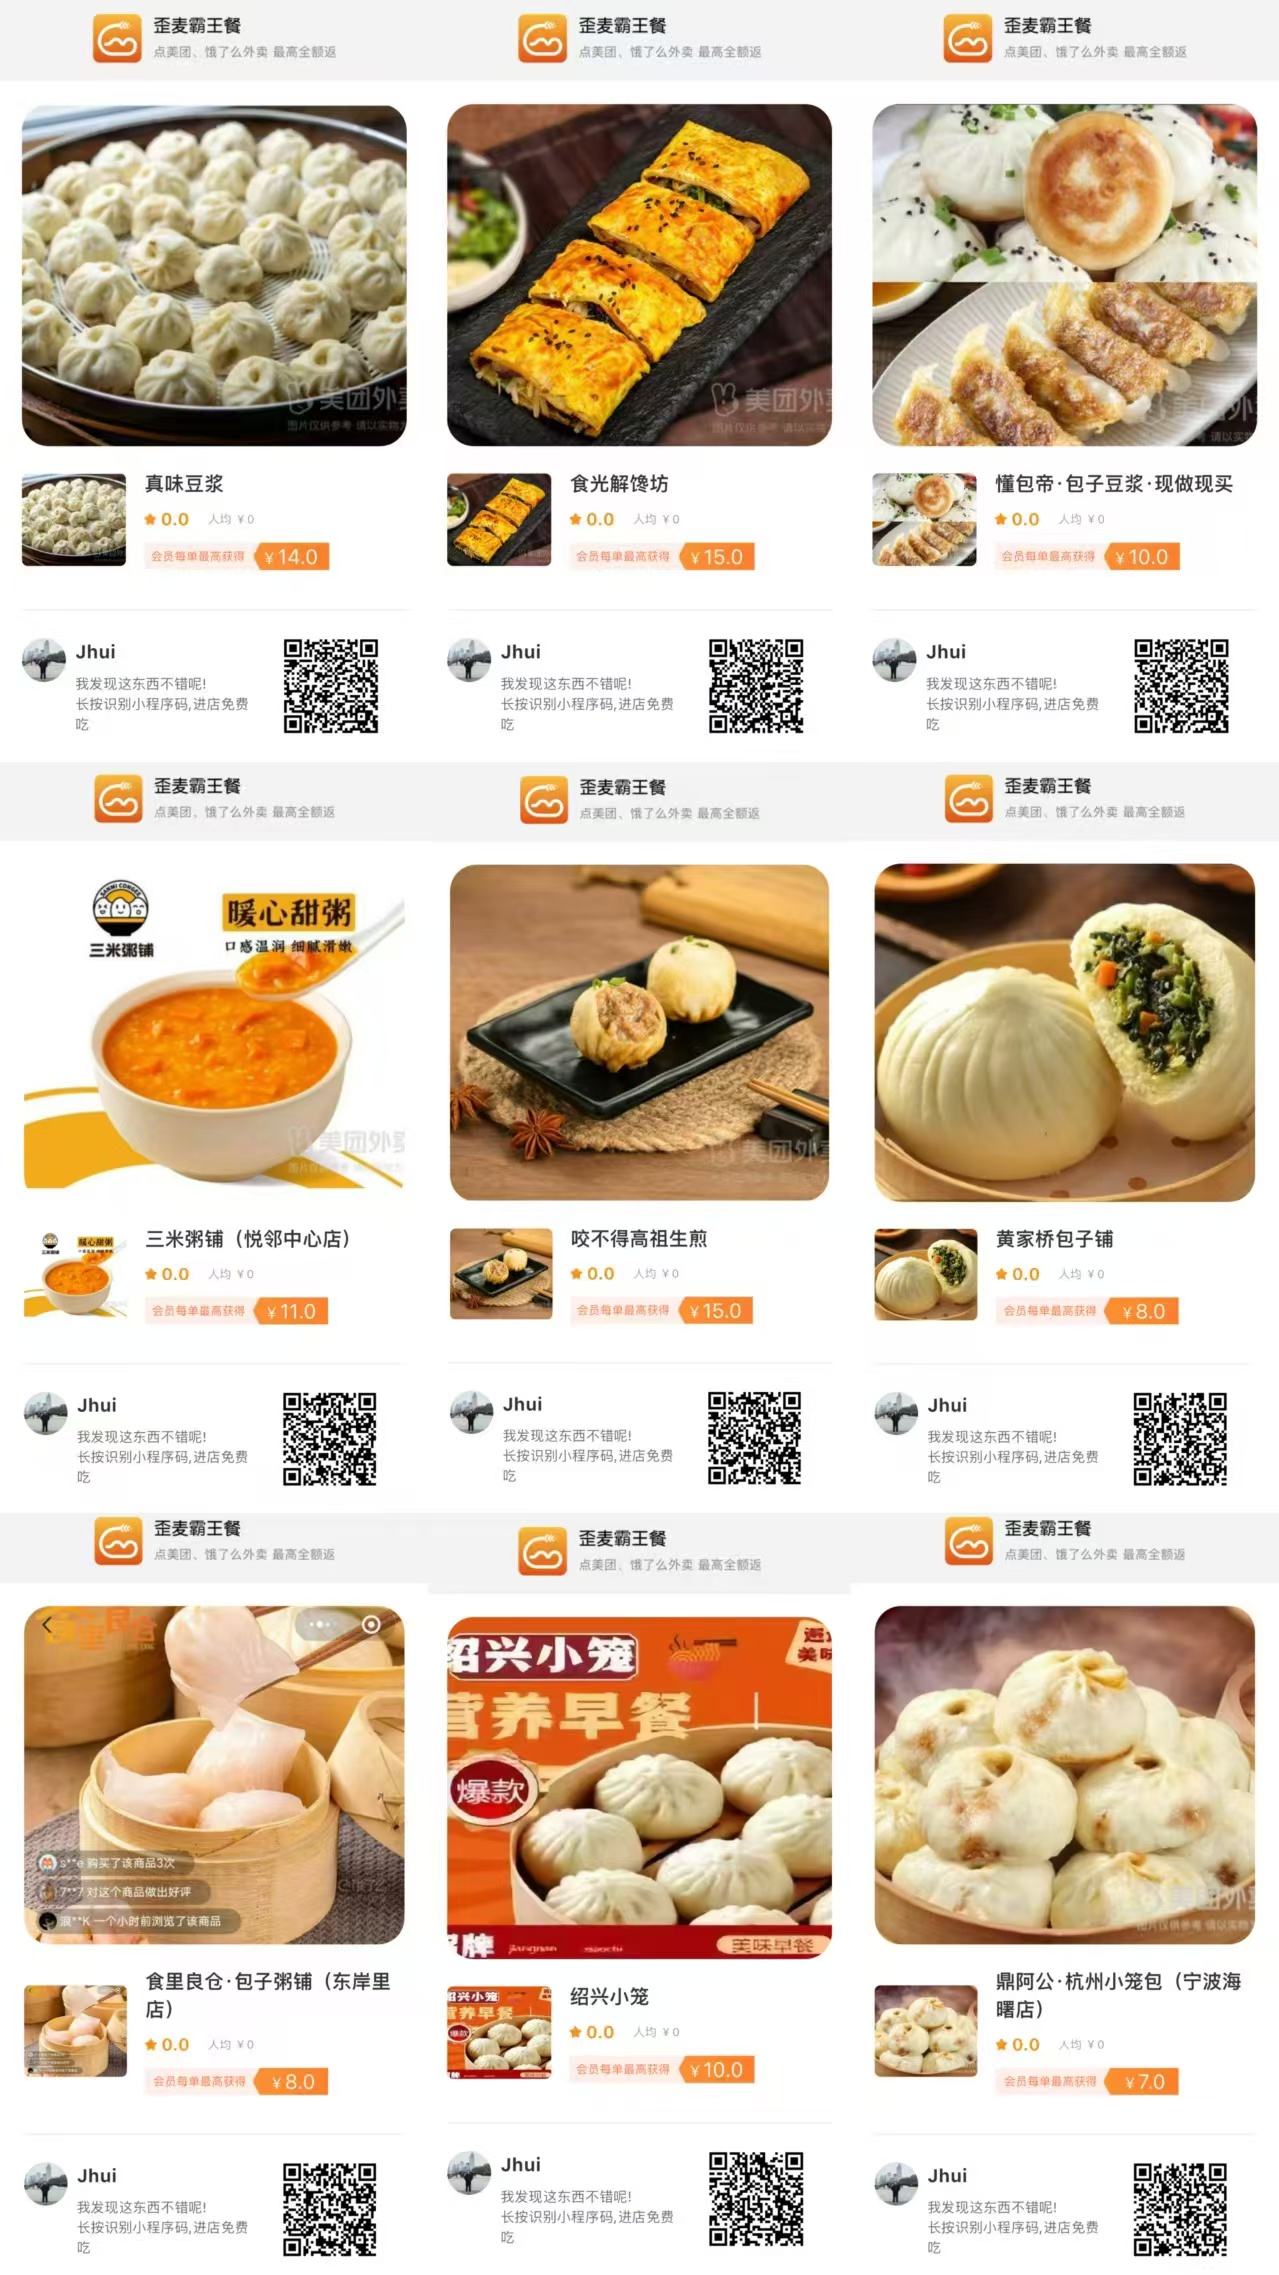 歪麦霸王餐
点美团、饿了么外卖 最高全额返
美团外
图片仅供参考 请以实物
真味豆浆
0.0 人均 ¥0
会员每单最高获得 ¥14.0
Jhui
我发现这东西不错呢!
长按识别小程序码,进店免费
吃
歪麦霸王餐
点美团、饿了么外卖 最高全额返
美团外
图片仅供参考 请以实物
食光解馋坊
0.0 人均 ¥0
会员每单最高获得 ¥15.0
Jhui
我发现这东西不错呢!
长按识别小程序码,进店免费
吃
歪麦霸王餐
点美团、饿了么外卖 最高全额返
美团外
请以实物
懂包帝·包子豆浆·现做现买
0.0 人均 ¥0
会员每单最高获得 ¥10.0
Jhui
我发现这东西不错呢!
长按识别小程序码,进店免费
吃
歪麦霸王餐
点美团、饿了么外卖 最高全额返
SANMI CONGEE
三米粥铺
暖心甜粥
口感温润 细腻滑嫩
美团外
三米粥铺（悦邻中心店）
0.0 人均 ¥0
会员每单最高获得 ¥11.0
Jhui
我发现这东西不错呢!
长按识别小程序码,进店免费
吃
歪麦霸王餐
点美团、饿了么外卖 最高全额返
美团外
咬不得高祖生煎
0.0 人均 ¥0
会员每单最高获得 ¥15.0
Jhui
我发现这东西不错呢!
长按识别小程序码,进店免费
吃
歪麦霸王餐
点美团、饿了么外卖 最高全额返
黄家桥包子铺
0.0 人均 ¥0
会员每单最高获得 ¥8.0
Jhui
我发现这东西不错呢!
长按识别小程序码,进店免费
吃
歪麦霸王餐
点美团、饿了么外卖 最高全额返
食里良仓
s**e 购买了该商品3次
7**7 对这个商品做出好评
浪**K 一个小时前浏览了该商品
食里良仓·包子粥铺（东岸里
店）
0.0 人均 ¥0
会员每单最高获得 ¥8.0
Jhui
我发现这东西不错呢!
长按识别小程序码,进店免费
吃
歪麦霸王餐
点美团、饿了么外卖 最高全额返
绍兴小笼
营养早餐
美味
爆款
牌
美味早餐
绍兴小笼
0.0 人均 ¥0
会员每单最高获得 ¥10.0
Jhui
我发现这东西不错呢!
长按识别小程序码,进店免费
吃
歪麦霸王餐
点美团、饿了么外卖 最高全额返
美团外
图片仅供参考 请以实物
鼎阿公·杭州小笼包（宁波海
曙店）
0.0 人均 ¥0
会员每单最高获得 ¥7.0
Jhui
我发现这东西不错呢!
长按识别小程序码,进店免费
吃